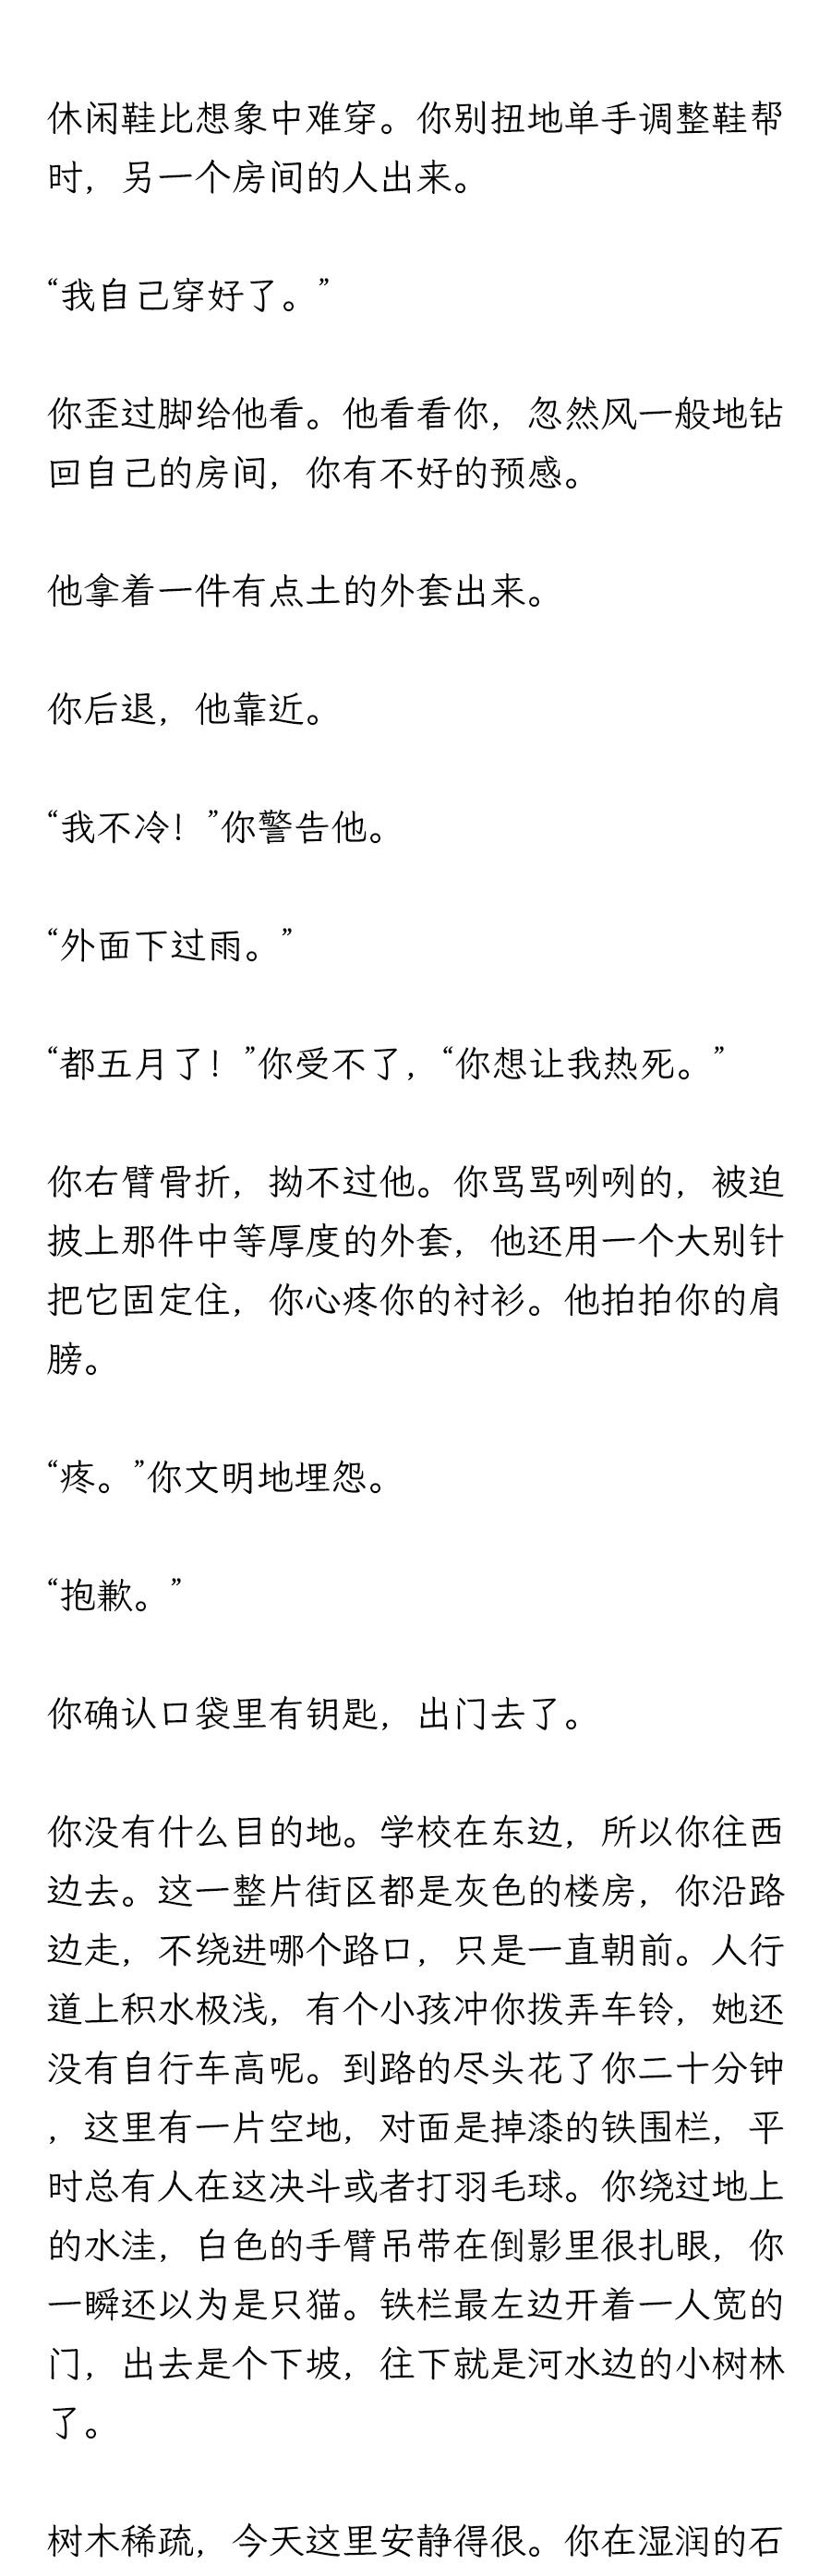 休闲鞋比想象中难穿。你别扭地单手调整鞋帮
时，另一个房间的人出来。
“我自己穿好了。”
你歪过脚给他看。他看看你，忽然风一般地钻
回自己的房间，你有不好的预感。
他拿着一件有点土的外套出来。
你后退，他靠近。
“我不冷！”你警告他。
“外面下过雨。”
“都五月了！”你受不了，“你想让我热死。”
你右臂骨折，拗不过他。你骂骂咧咧的，被迫
披上那件中等厚度的外套，他还用一个大别针
把它固定住，你心疼你的衬衫。他拍拍你的肩
膀。
“疼。”你文明地埋怨。
“抱歉。”
你确认口袋里有钥匙，出门去了。
你没有什么目的地。学校在东边，所以你往西
边去。这一整片街区都是灰色的楼房，你沿路
边走，不绕进哪个路口，只是一直朝前。人行
道上积水极浅，有个小孩冲你拨弄车铃，她还
没有自行车高呢。到路的尽头花了你二十分钟
，这里有一片空地，对面是掉漆的铁围栏，平
时总有人在这决斗或者打羽毛球。你绕过地上
的水洼，白色的手臂吊带在倒影里很扎眼，你
一瞬还以为是只猫。铁栏最左边开着一人宽的
门，出去是个下坡，往下就是河水边的小树林
了。
树木稀疏，今天这里安静得很。你在湿润的石